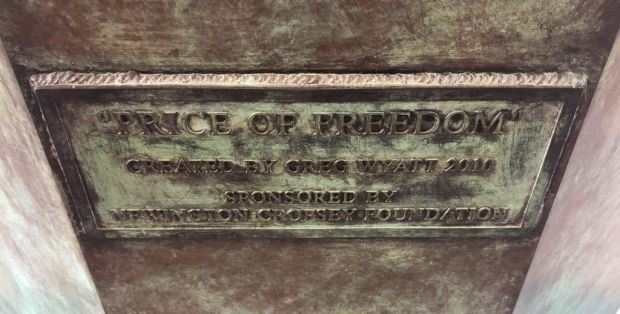 "PRICE OF FREEDOM"
CREATED BY GREG WYATT 2010
SPONSORED BY
NEWINGTON-CROPSEY FOUNDATION